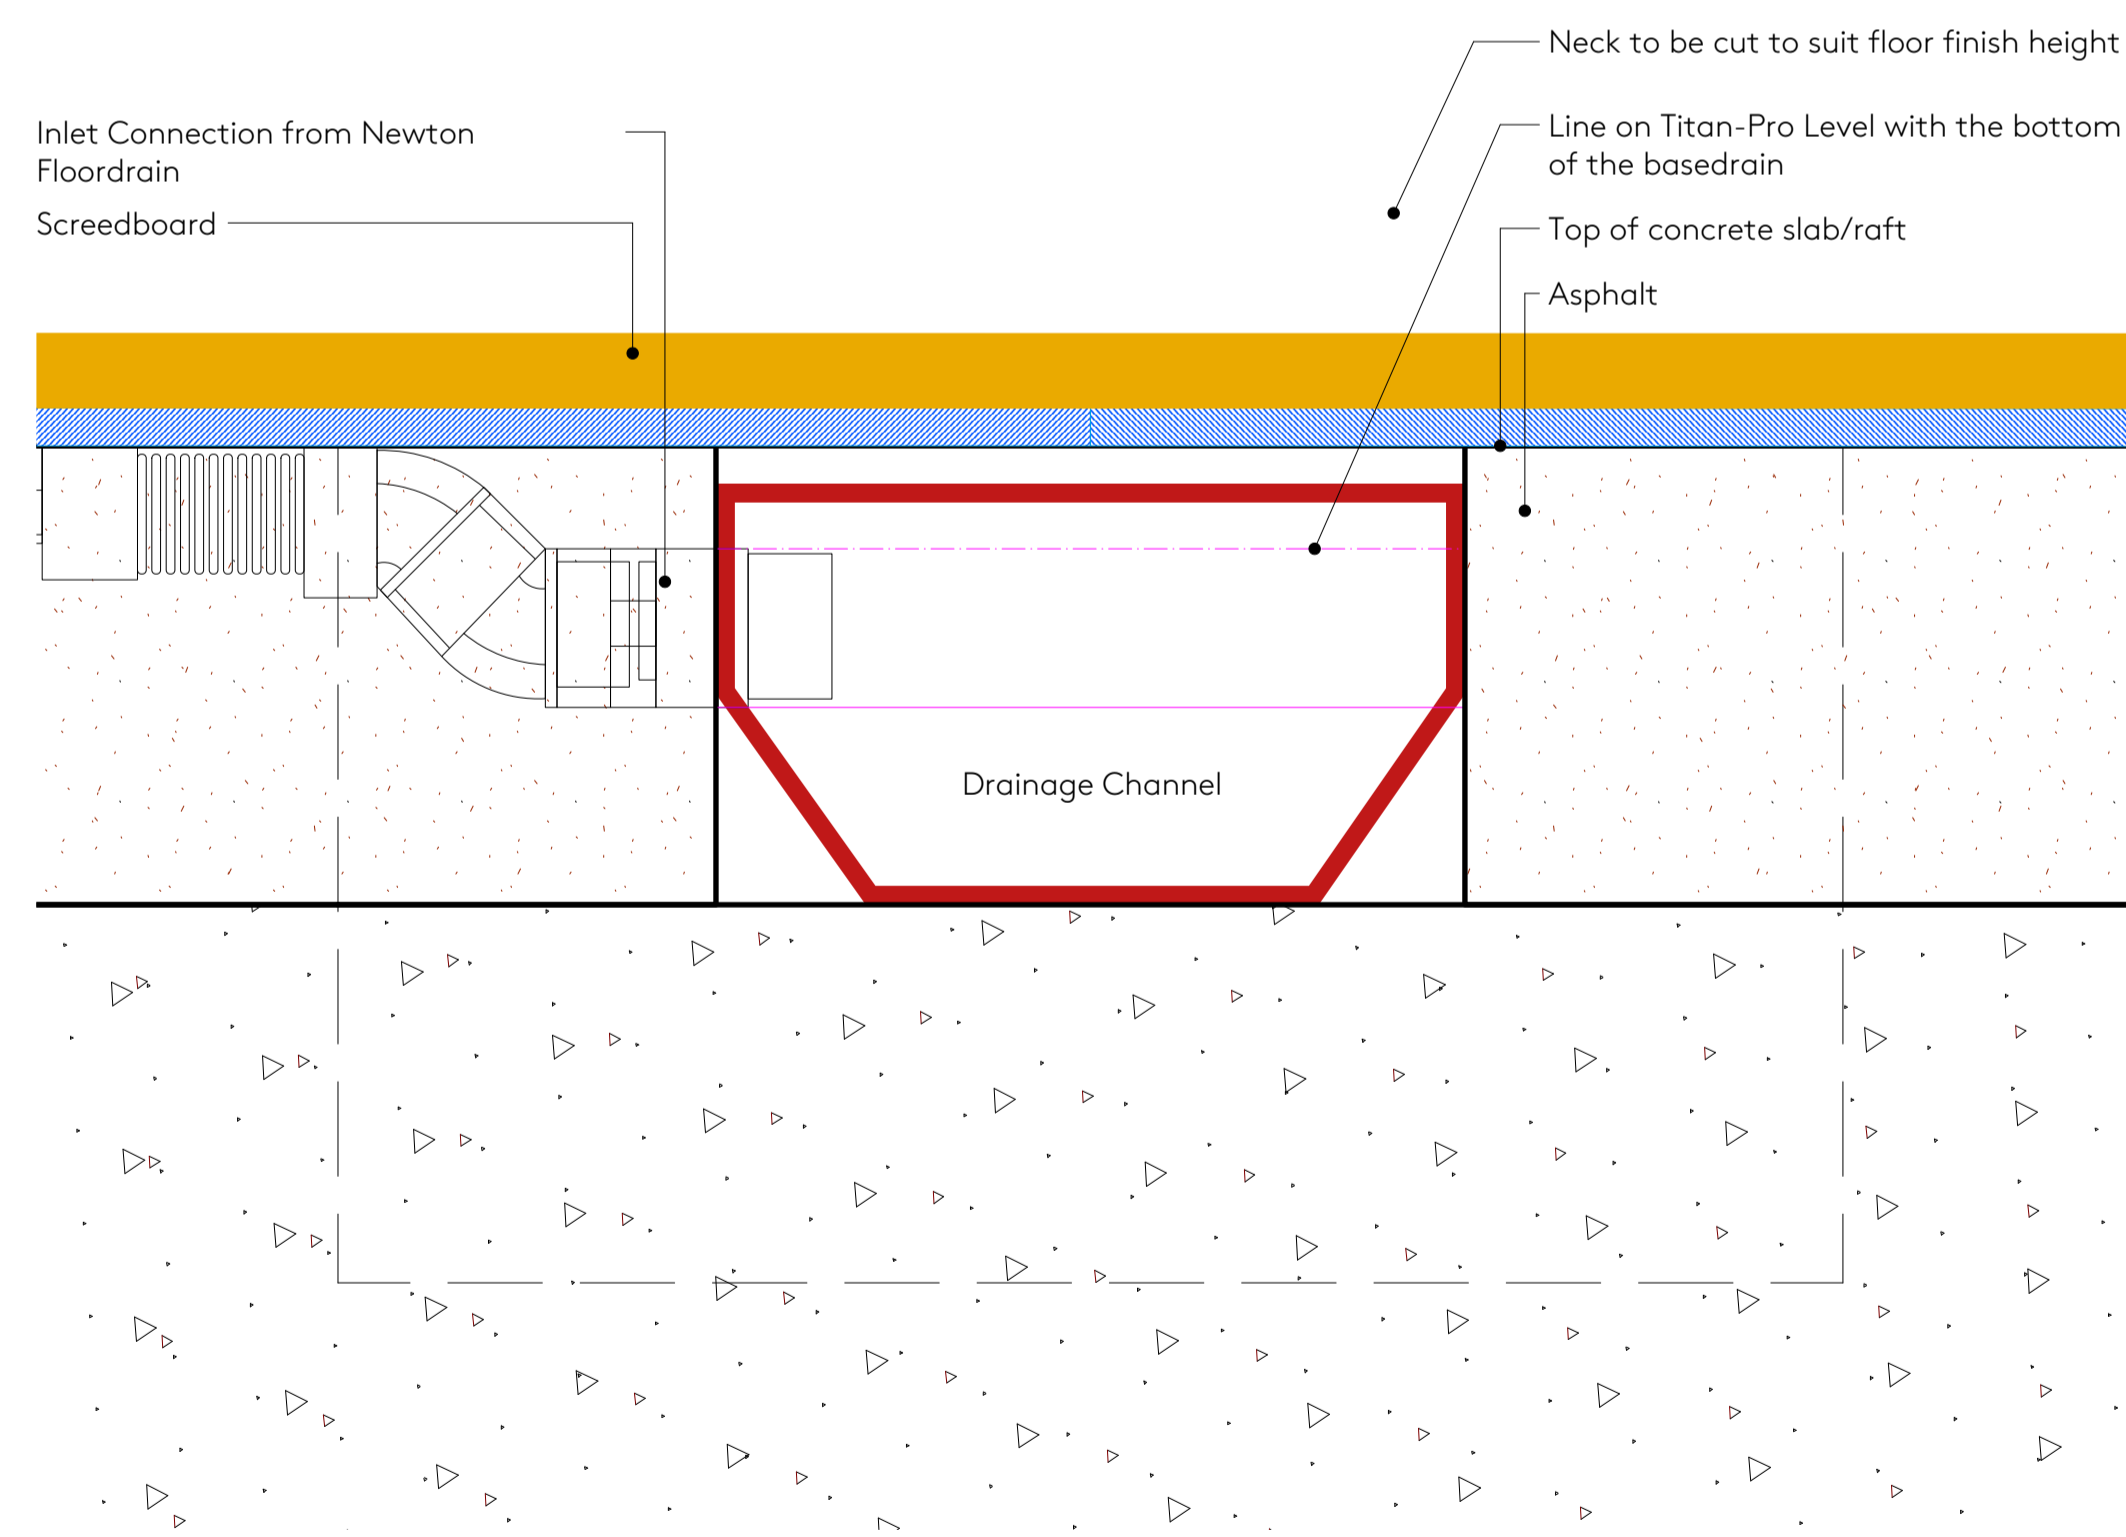 Neck to be cut to suit floor finish height
Inlet Connection from Newton
Floordrain
Line on Titan-Pro Level with the bottom
of the basedrain
Screedboard
Top of concrete slab/raft
Asphalt
Drainage Channel